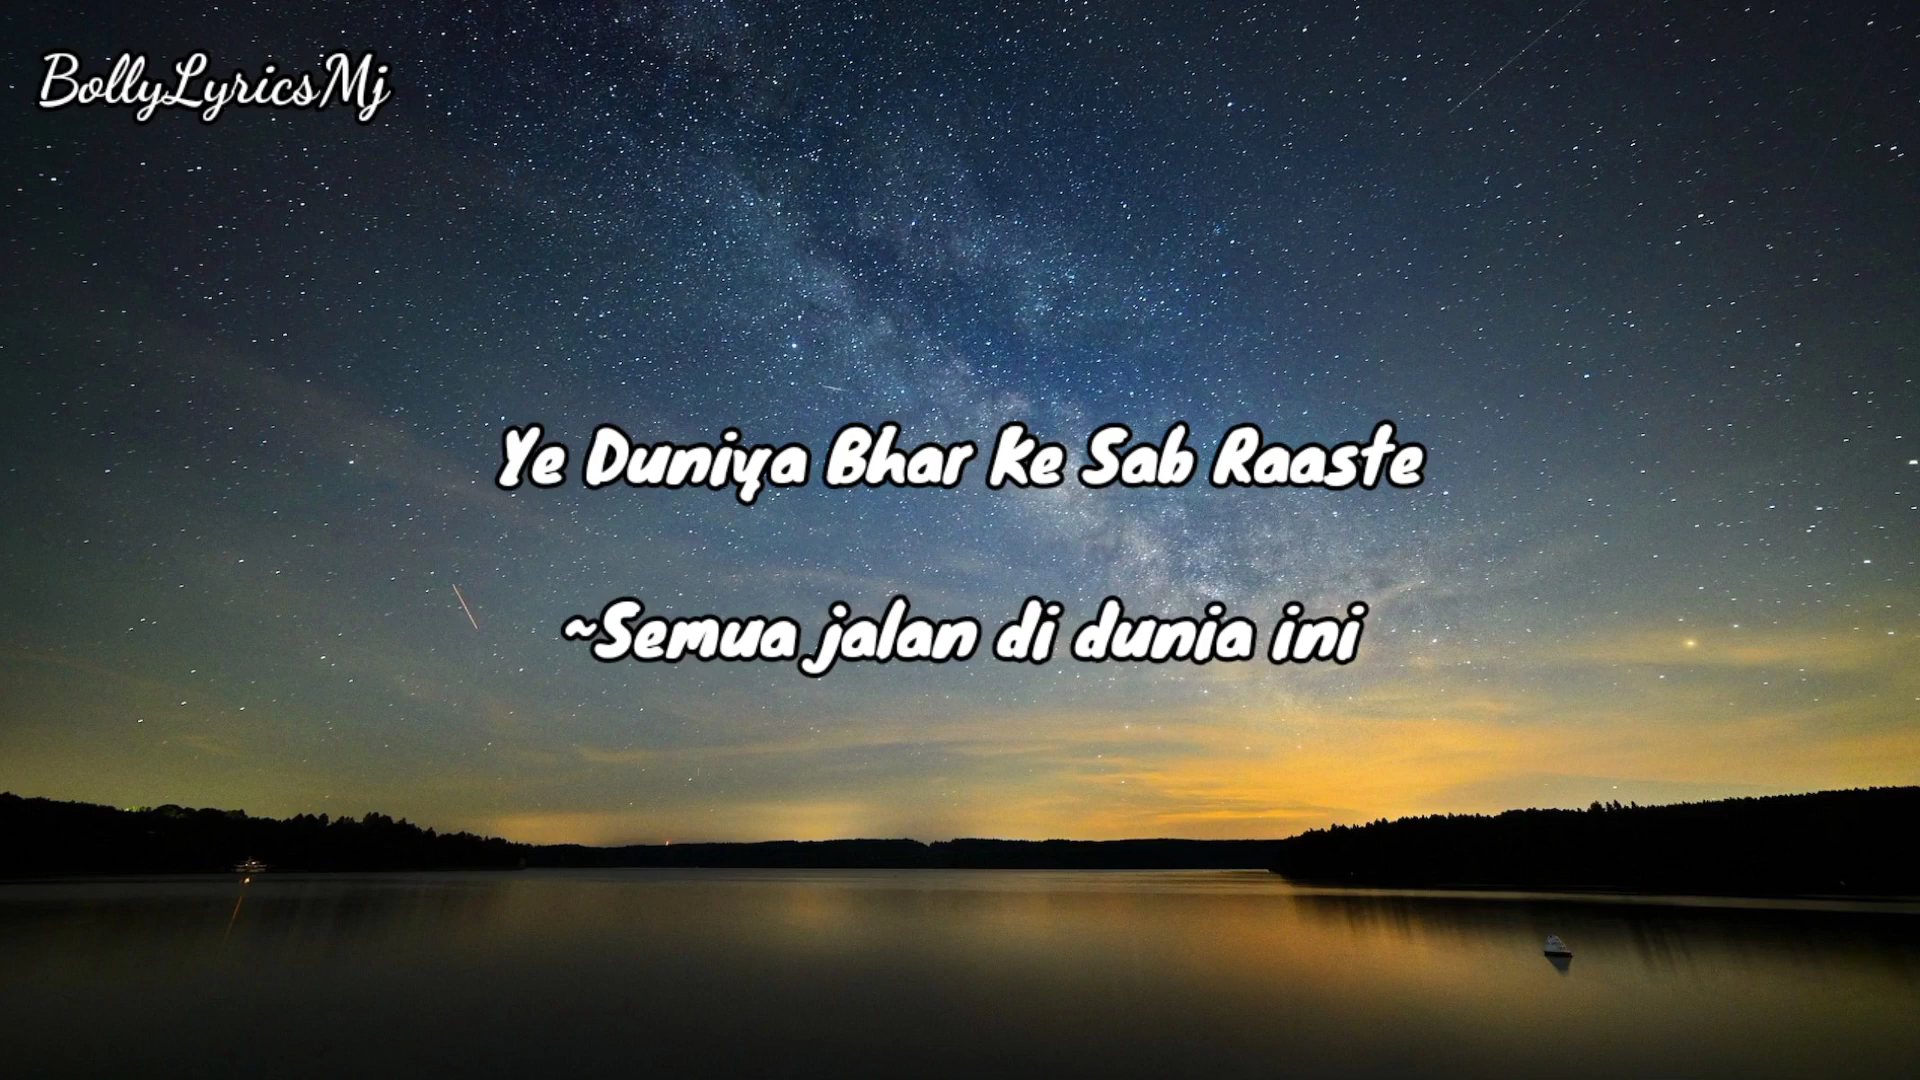 BollyLyricsMj
Ye Duniya Bhar Ke Sab Raaste
~Semua jalan di dunia ini